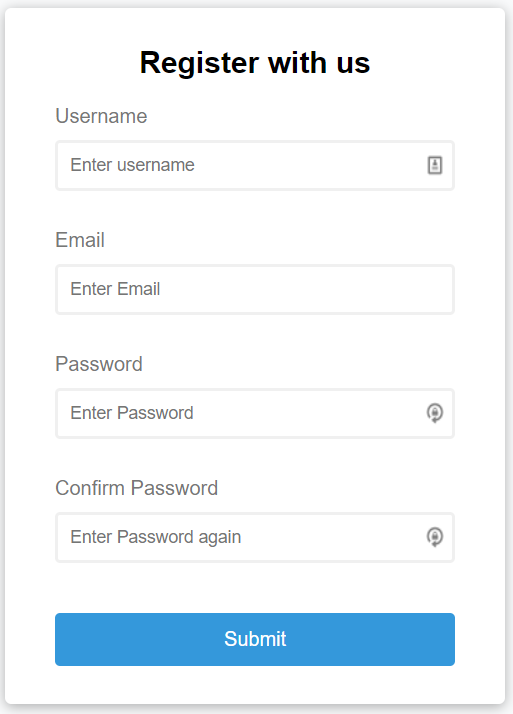 Register with us
Username
Enter username
Email
Enter Email
Password
Enter Password
Confirm Password
Enter Password again
Submit